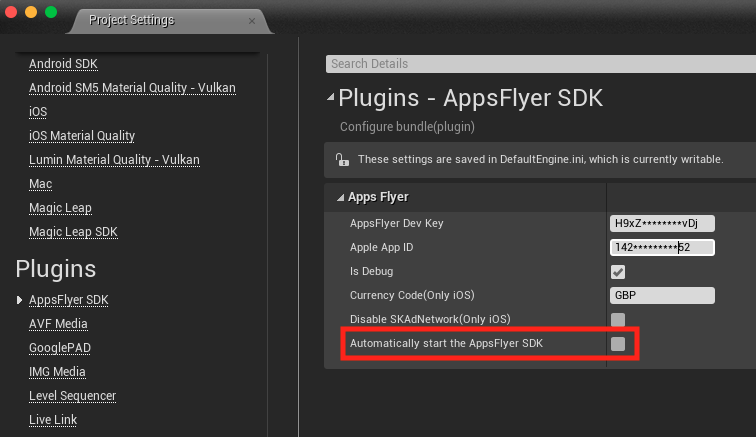 Project Settings
Android SDK
Android SM5 Material Quality - Vulkan
iOS
iOS Material Quality
Lumin Material Quality - Vulkan
Mac
Magic Leap
Magic Leap SDK
Plugins
AppsFlyer SDK
AVF Media
GooglePAD
IMG Media
Level Sequencer
Live Link
Search Details
Plugins - AppsFlyer SDK
Configure bundle(plugin)
These settings are saved in DefaultEngine.ini, which is currently writable.
Apps Flyer
AppsFlyer Dev Key H9xZ********vDj
Apple App ID 142*********52
Is Debug
Currency Code(Only iOS) GBP
Disable SKAdNetwork(Only iOS)
Automatically start the AppsFlyer SDK